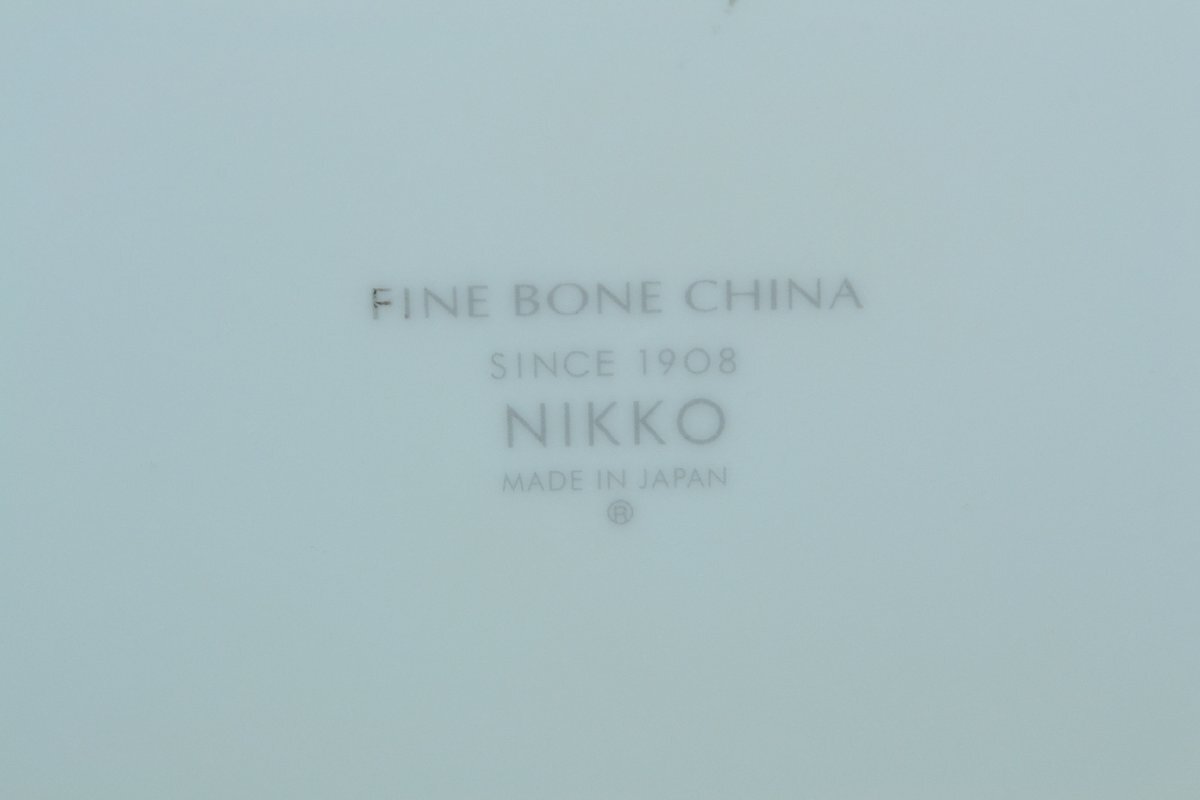 FINE BONE CHINA
SINCE 1908
NIKKO
MADE IN JAPAN
®